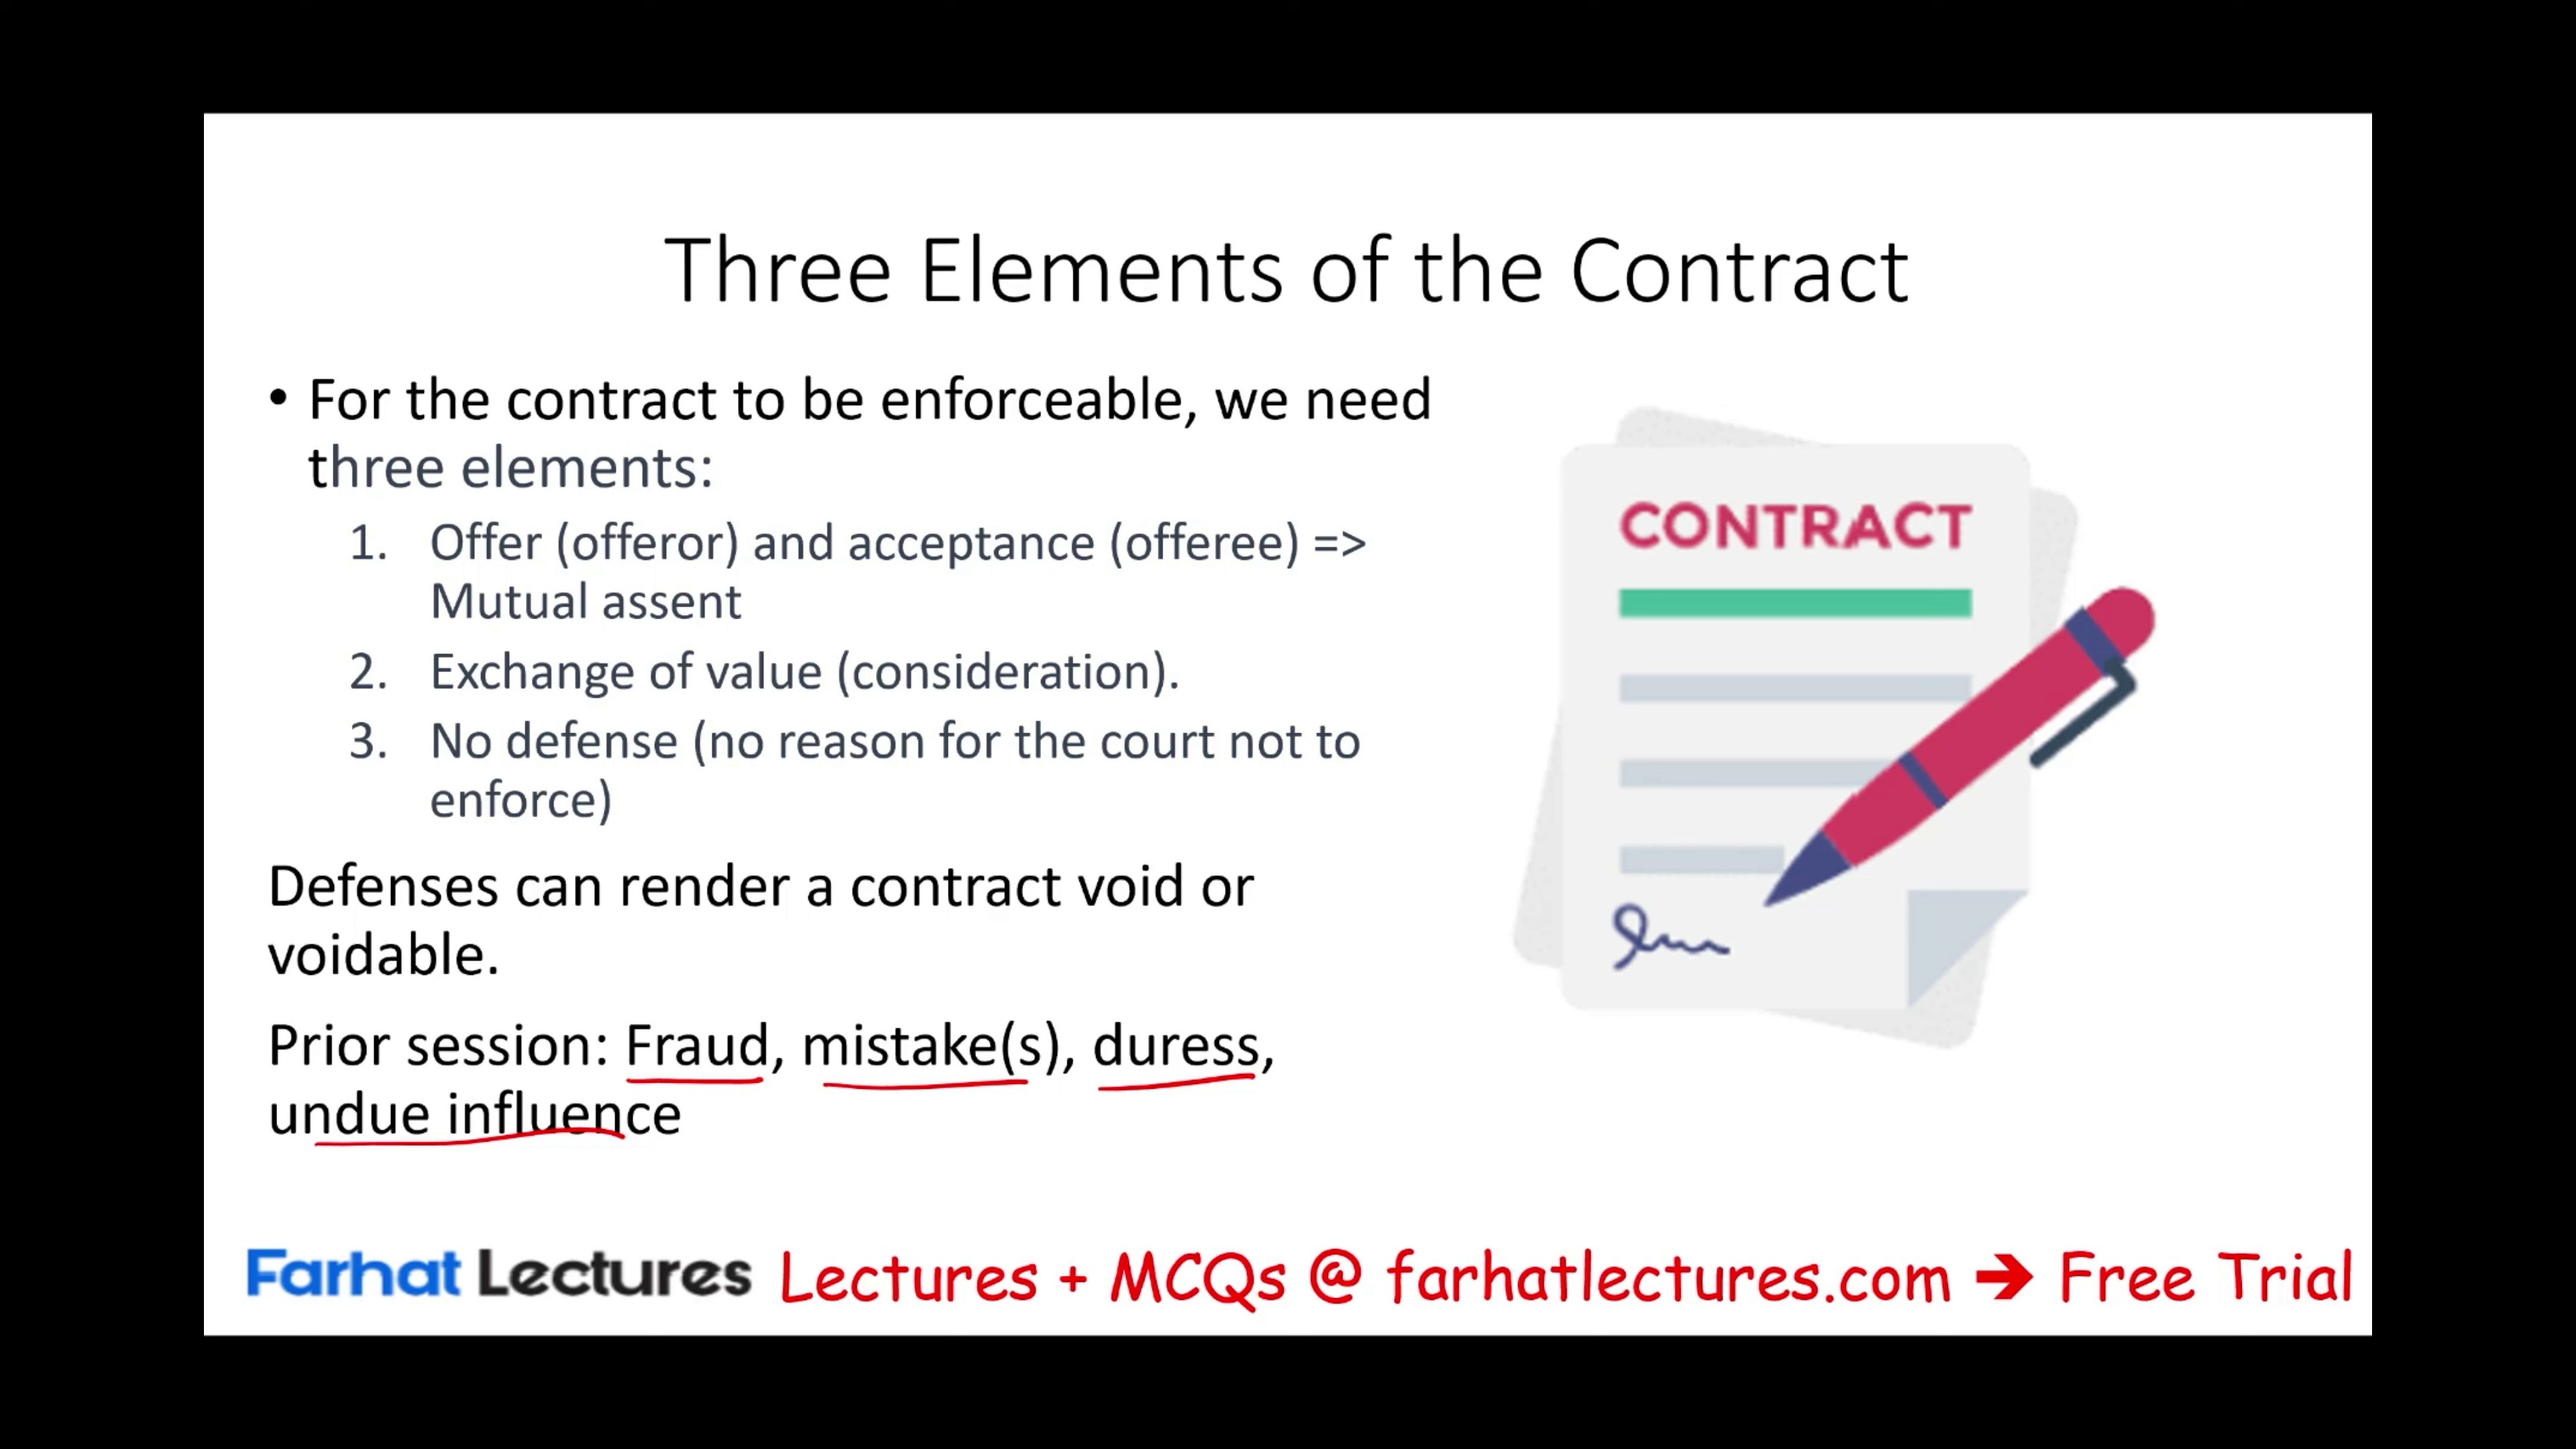 Three Elements of the Contract
• For the contract to be enforceable, we need
three elements:
1. Offer (offeror) and acceptance (offeree) =>
Mutual assent
2. Exchange of value (consideration).
3. No defense (no reason for the court not to
enforce)
Defenses can render a contract void or
voidable.
Prior session: Fraud, mistake(s), duress,
undue influence
CONTRACT
Farhat Lectures Lectures + MCQs @ farhatlectures.com ➔ Free Trial